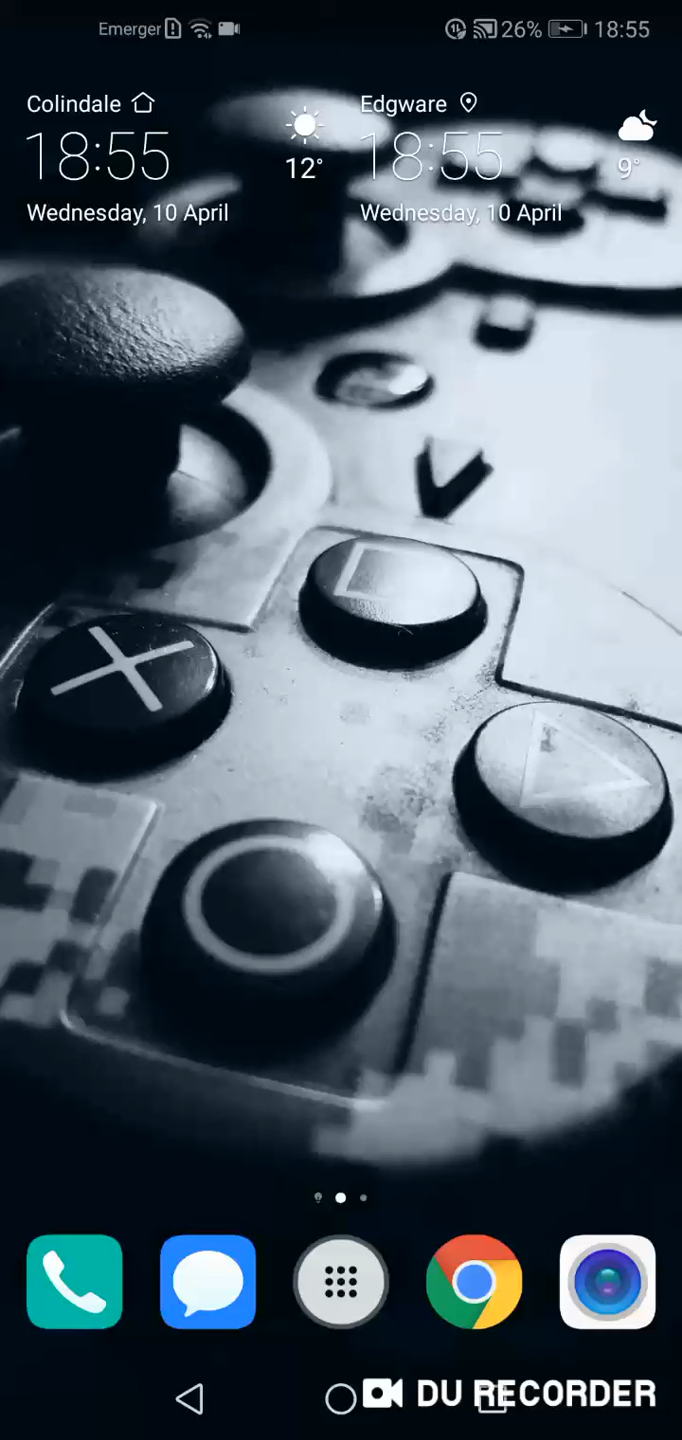 Emerger 26% 18:55
Colindale Edgware
18:55 12° 18:55 9°
Wednesday, 10 April Wednesday, 10 April
DU RECORDER